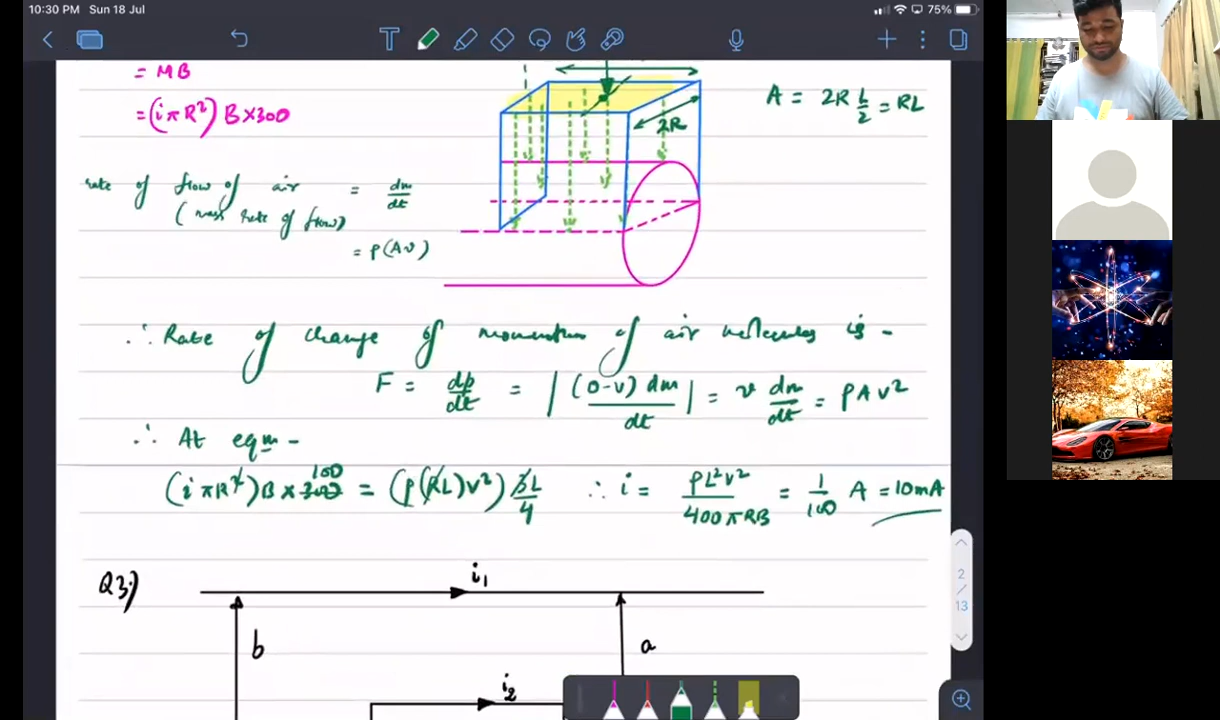 10:30 PM Sun 18 Jul 75%
T
= MB
= (iπR²) B×300
2R
A = 2R L/2 = RL
rate of flow of air = dm/dt
(mass rate of flow)
= ρ(Av)
∴ Rate of change of momentum of air molecules is -
F = dp/dt = |(0-v) dm/dt| = v dm/dt = ρAv²
∴ At eqm -
(iπR²)B × 300 100 = (ρ(RL)v²) 3L/4 ∴ i = ρL²v²/400πRB = 1/100 A = 10mA
Q3)
i₁
b
a
i₂
2
/
13